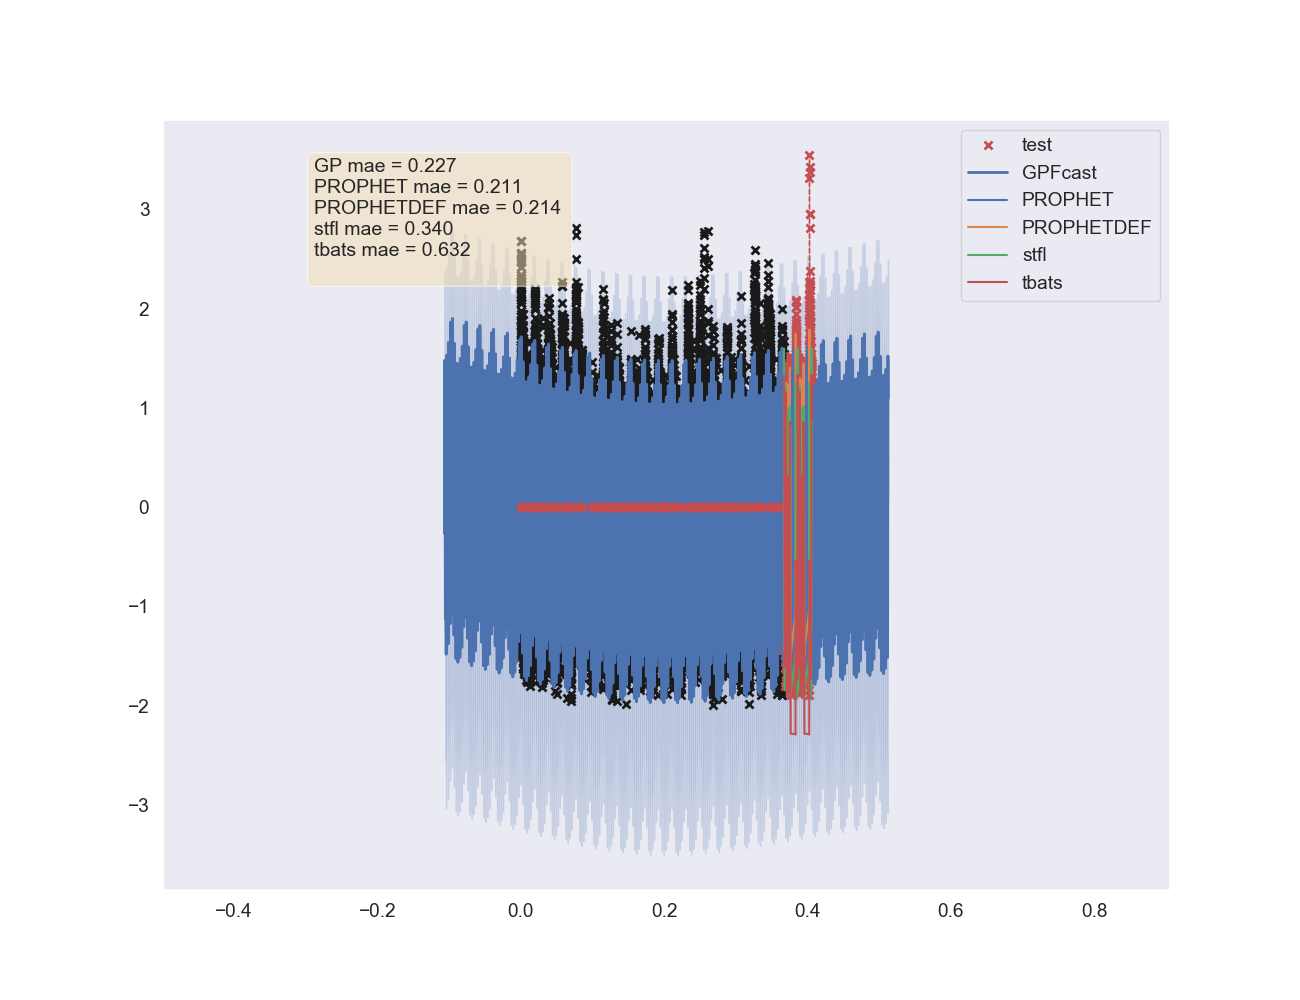 GP mae = 0.227
PROPHET mae = 0.211
PROPHETDEF mae = 0.214
stfl mae = 0.340
tbats mae = 0.632
test
GPFcast
PROPHET
PROPHETDEF
stfl
tbats
3
2
1
0
−1
−2
−3
−0.4 −0.2 0.0 0.2 0.4 0.6 0.8